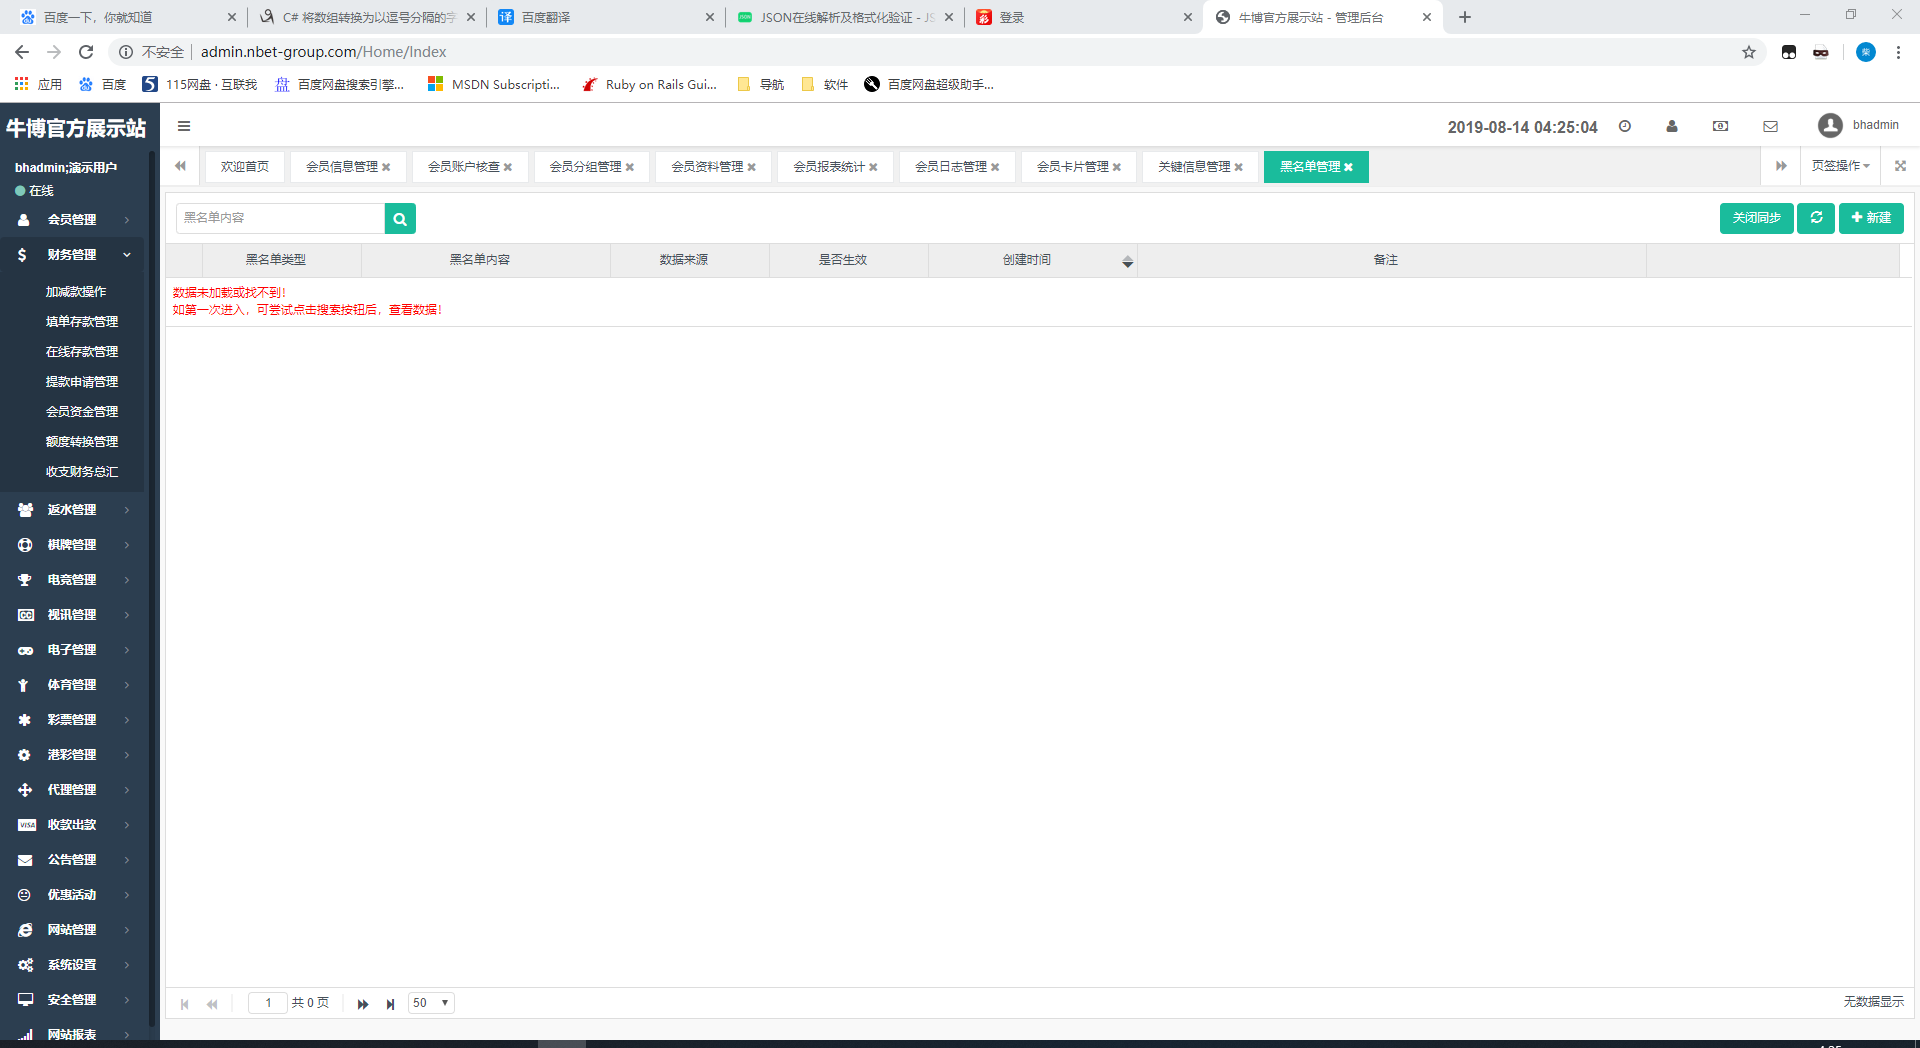 百度一下，你就知道
C# 将数组转换为以逗号分隔的字
百度翻译
JSON在线解析及格式化验证 - JS
彩 登录
牛博官方展示站 - 管理后台
不安全 admin.nbet-group.com/Home/Index
应用
百度
115网盘 · 互联我
百度网盘搜索引擎...
MSDN Subscripti...
Ruby on Rails Gui...
导航
软件
百度网盘超级助手...
牛博官方展示站
2019-08-14 04:25:04
bhadmin
bhadmin;演示用户
在线
欢迎首页
会员信息管理
会员账户核查
会员分组管理
会员资料管理
会员报表统计
会员日志管理
会员卡片管理
关键信息管理
黑名单管理
页签操作
黑名单内容
关闭同步
新建
黑名单类型
黑名单内容
数据来源
是否生效
创建时间
备注
数据未加载或找不到！
如第一次进入，可尝试点击搜索按钮后，查看数据！
会员管理
财务管理
加减款操作
填单存款管理
在线存款管理
提款申请管理
会员资金管理
额度转换管理
收支财务总汇
返水管理
棋牌管理
电竞管理
视讯管理
电子管理
体育管理
彩票管理
港彩管理
代理管理
收款出款
公告管理
优惠活动
网站管理
系统设置
安全管理
网站报表
1 共 0 页
50
无数据显示